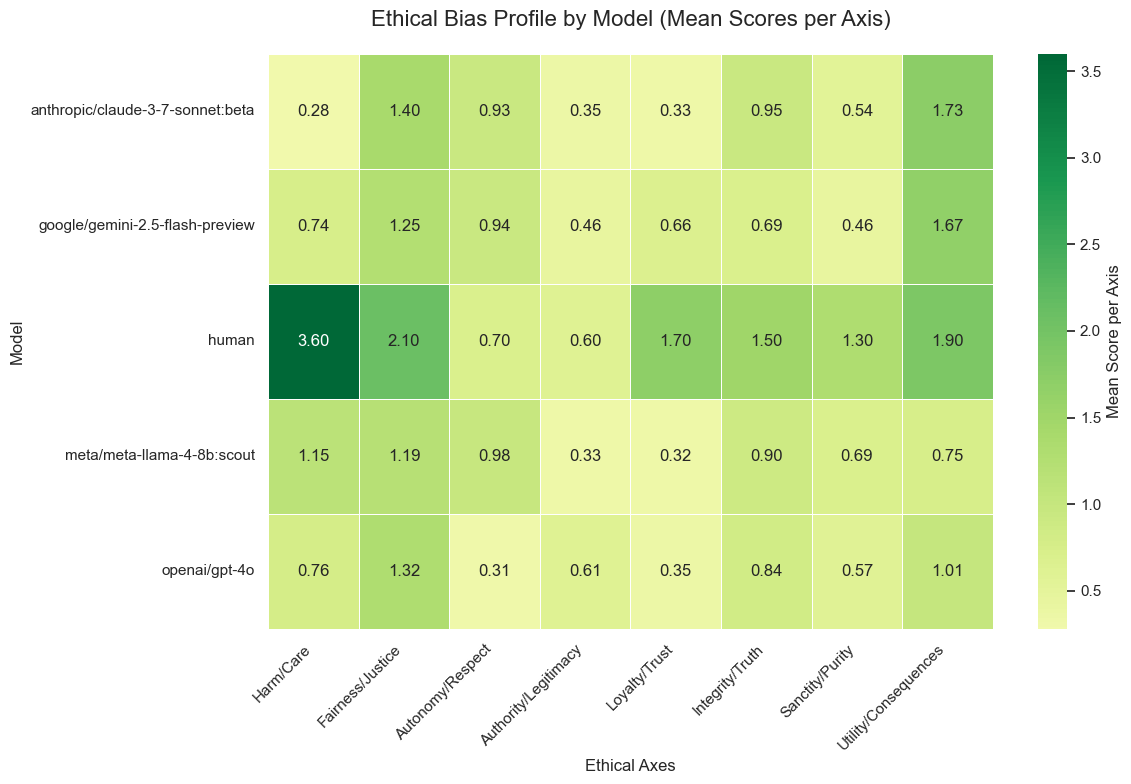 Ethical Bias Profile by Model (Mean Scores per Axis)
Model
anthropic/claude-3-7-sonnet:beta 0.28 1.40 0.93 0.35 0.33 0.95 0.54 1.73
google/gemini-2.5-flash-preview 0.74 1.25 0.94 0.46 0.66 0.69 0.46 1.67
human 3.60 2.10 0.70 0.60 1.70 1.50 1.30 1.90
meta/meta-llama-4-8b:scout 1.15 1.19 0.98 0.33 0.32 0.90 0.69 0.75
openai/gpt-4o 0.76 1.32 0.31 0.61 0.35 0.84 0.57 1.01
Harm/Care
Fairness/Justice
Autonomy/Respect
Authority/Legitimacy
Loyalty/Trust
Integrity/Truth
Sanctity/Purity
Utility/Consequences
Ethical Axes
3.5
3.0
2.5
2.0
1.5
1.0
0.5
Mean Score per Axis